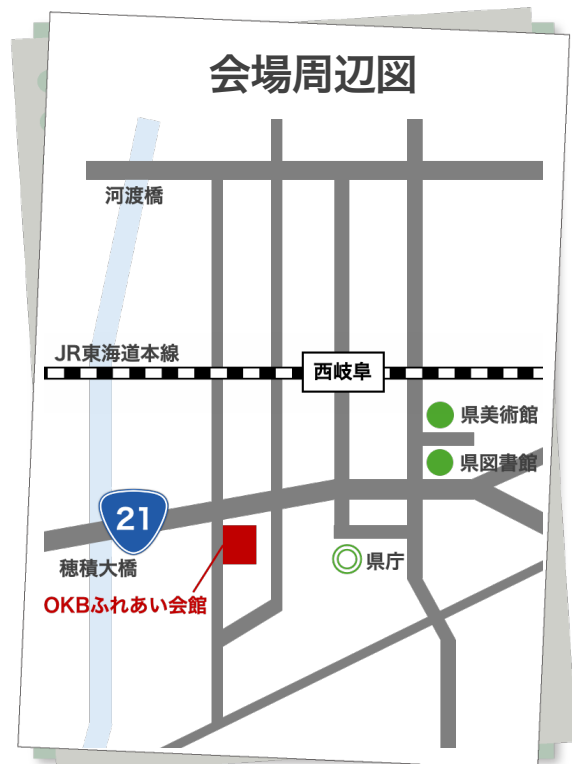 会場周辺図
河渡橋
JR東海道本線
西岐阜
県美術館
県図書館
21
県庁
穂積大橋
OKBふれあい会館